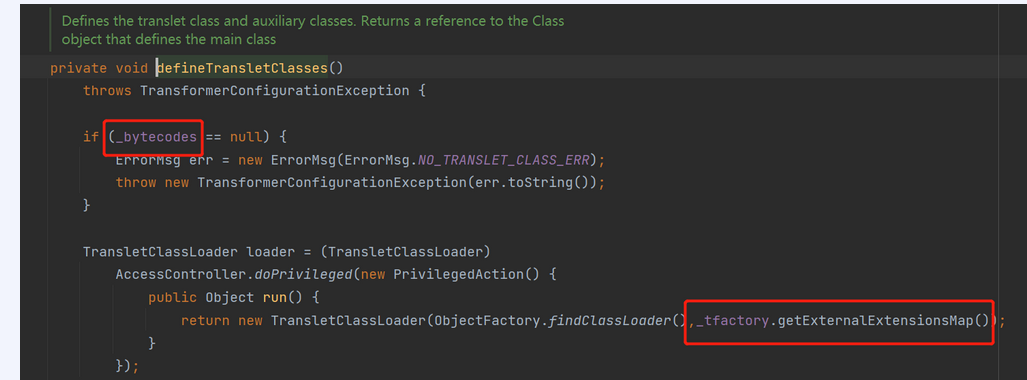 Defines the translet class and auxiliary classes. Returns a reference to the Class
object that defines the main class
private void defineTransletClasses()
throws TransformerConfigurationException {
if (_bytecodes == null) {
ErrorMsg err = new ErrorMsg(ErrorMsg.NO_TRANSLET_CLASS_ERR);
throw new TransformerConfigurationException(err.toString());
}
TransletClassLoader loader = (TransletClassLoader)
AccessController.doPrivileged(new PrivilegedAction() {
public Object run() {
return new TransletClassLoader(ObjectFactory.findClassLoader(),_tfactory.getExternalExtensionsMap());
}
});